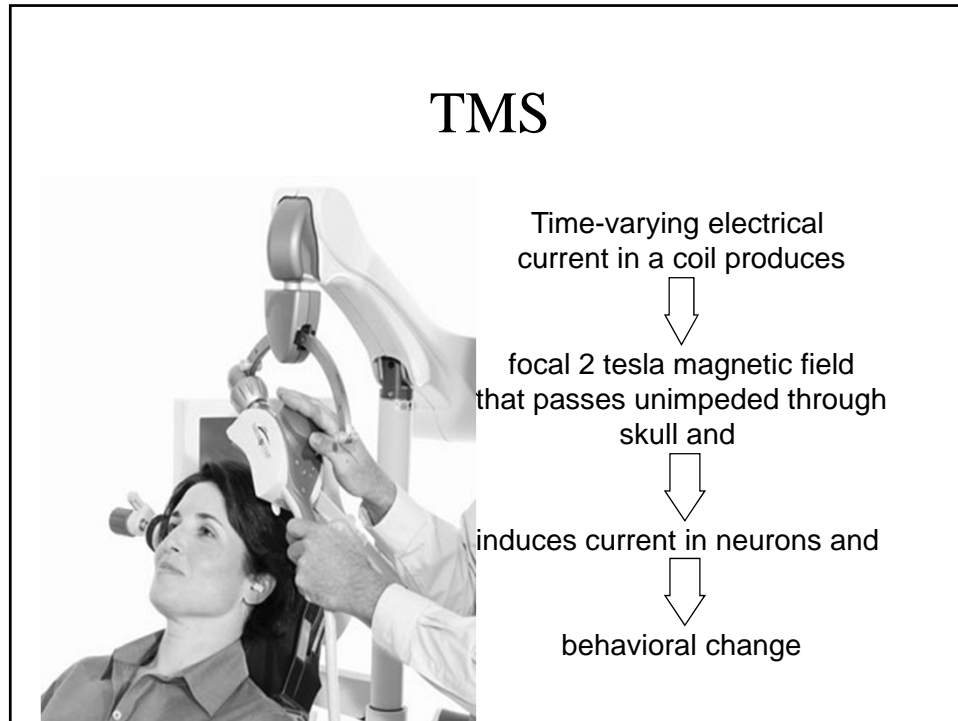 TMS
Time-varying electrical
current in a coil produces
focal 2 tesla magnetic field
that passes unimpeded through
skull and
induces current in neurons and
behavioral change